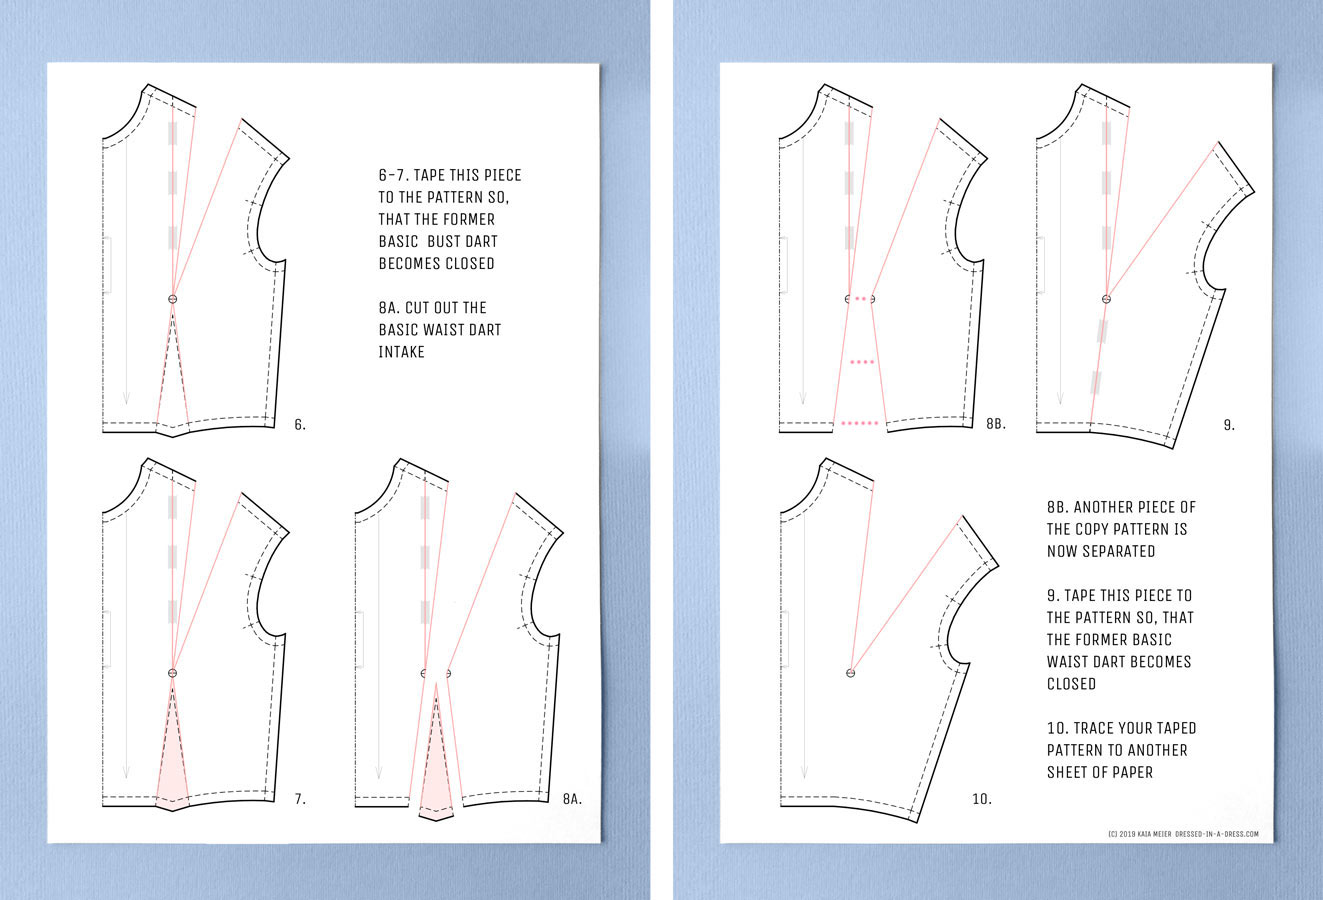 6-7. TAPE THIS PIECE
TO THE PATTERN SO,
THAT THE FORMER
BASIC BUST DART
BECOMES CLOSED
8A. CUT OUT THE
BASIC WAIST DART
INTAKE
6.
7.
8A.
8B.
9.
8B. ANOTHER PIECE OF
THE COPY PATTERN IS
NOW SEPARATED
9. TAPE THIS PIECE TO
THE PATTERN SO, THAT
THE FORMER BASIC
WAIST DART BECOMES
CLOSED
10. TRACE YOUR TAPED
PATTERN TO ANOTHER
SHEET OF PAPER
10.
(C) 2019 KAIA MEIER DRESSED-IN-A-DRESS.COM